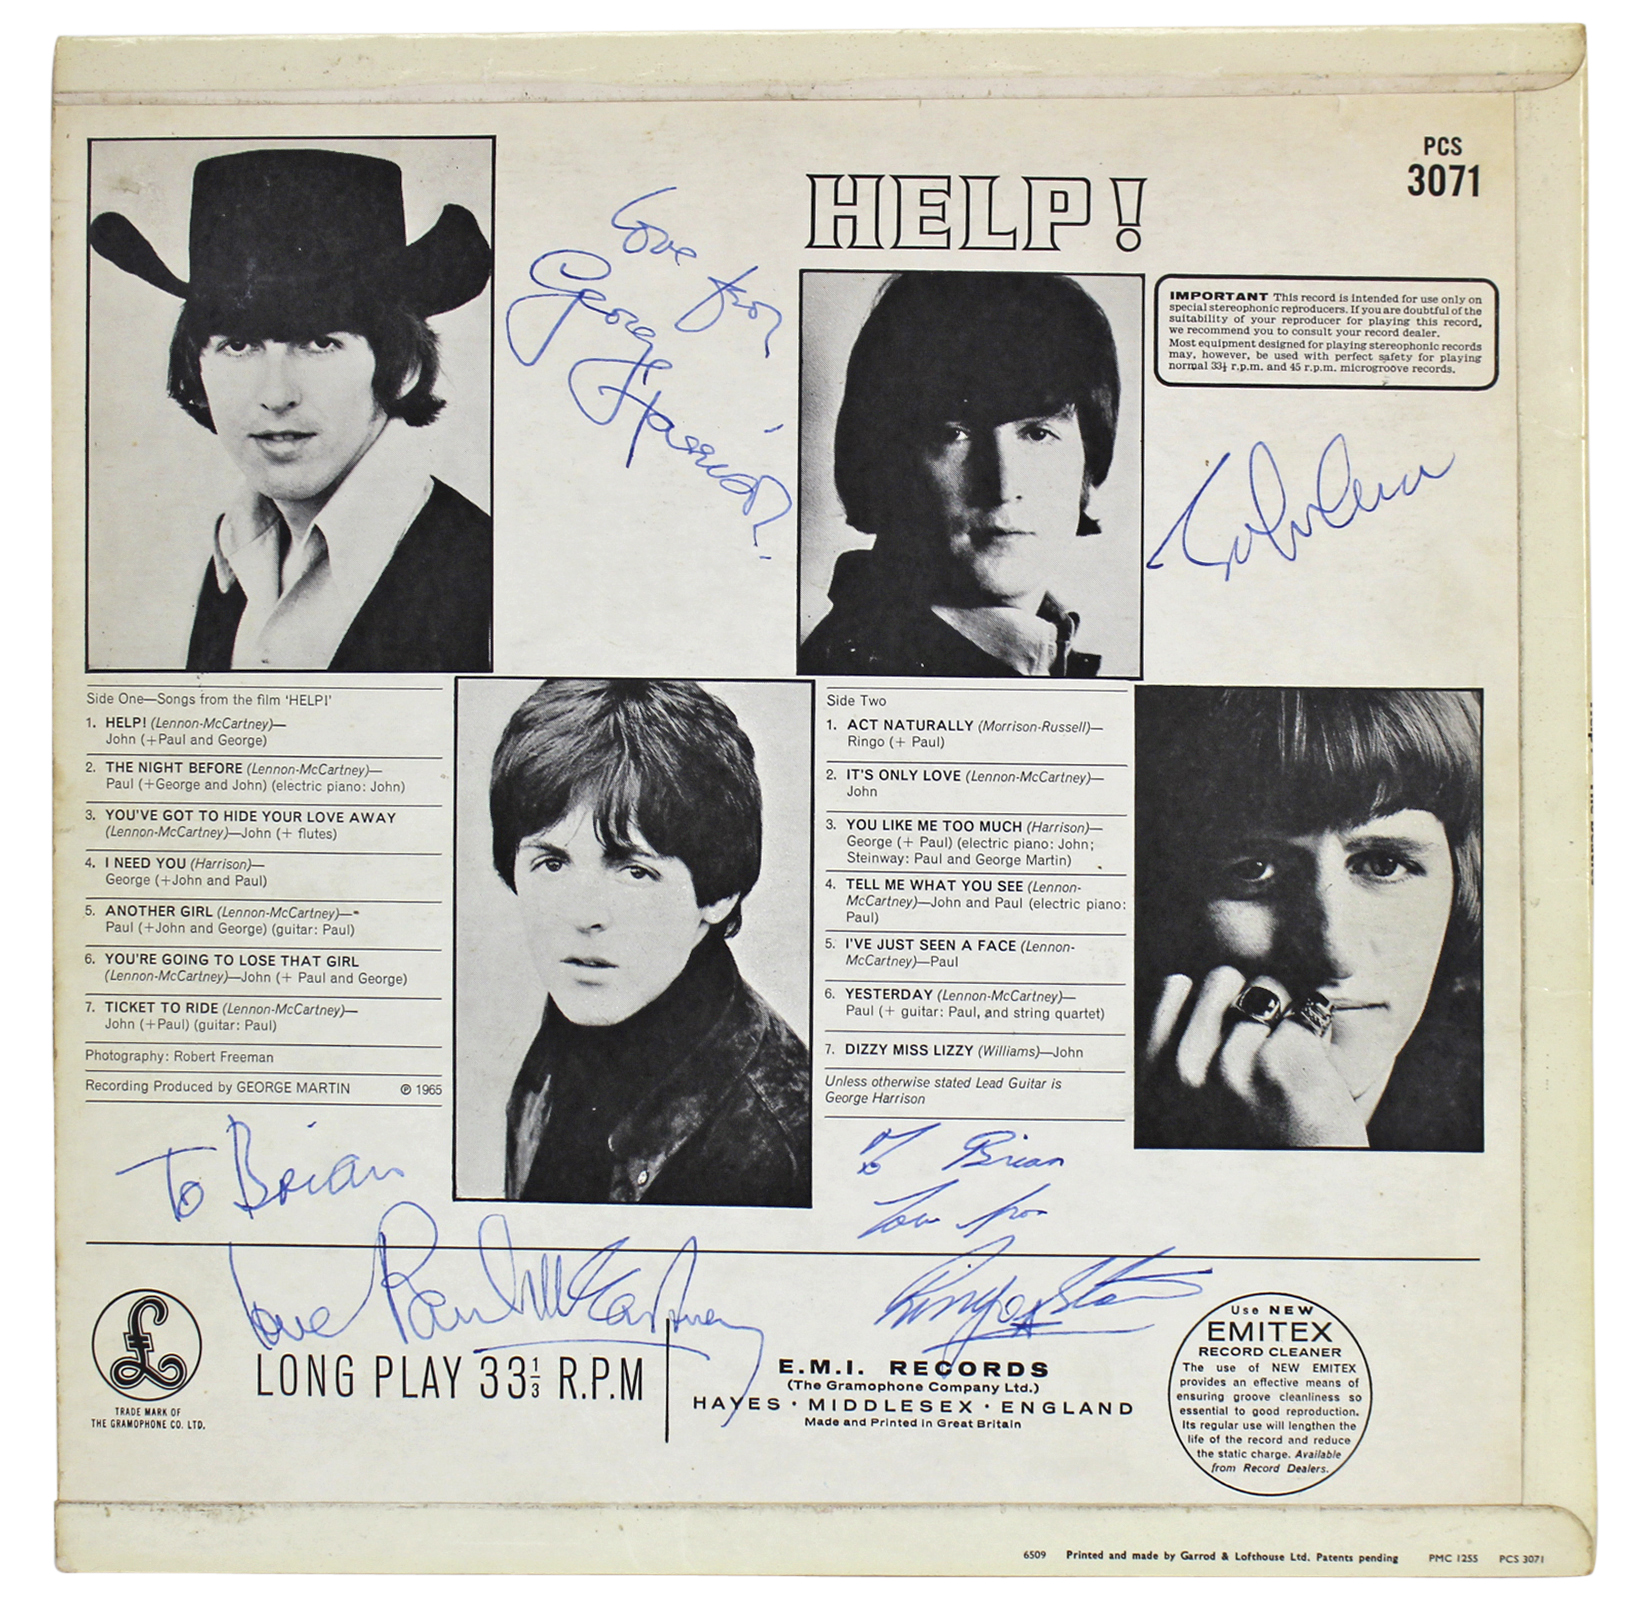 PCS
3071
HELP!
Love from
George Harrison
IMPORTANT This record is intended for use only on
special stereophonic reproducers. If you are doubtful of the
suitability of your reproducer for playing this record,
we recommend you to consult your record dealer.
Most equipment designed for playing stereophonic records
may, however, be used with perfect safety for playing
normal 33⅓ r.p.m. and 45 r.p.m. microgroove records.
John Lennon
Side One—Songs from the film 'HELP!'
1. HELP! (Lennon-McCartney)—
John (+Paul and George)
2. THE NIGHT BEFORE (Lennon-McCartney)—
Paul (+George and John) (electric piano: John)
3. YOU'VE GOT TO HIDE YOUR LOVE AWAY
(Lennon-McCartney)—John (+ flutes)
4. I NEED YOU (Harrison)—
George (+John and Paul)
5. ANOTHER GIRL (Lennon-McCartney)—
Paul (+John and George) (guitar: Paul)
6. YOU'RE GOING TO LOSE THAT GIRL
(Lennon-McCartney)—John (+ Paul and George)
7. TICKET TO RIDE (Lennon-McCartney)—
John (+Paul) (guitar: Paul)
Photography: Robert Freeman
Recording Produced by GEORGE MARTIN ℗ 1965
Side Two
1. ACT NATURALLY (Morrison-Russell)—
Ringo (+ Paul)
2. IT'S ONLY LOVE (Lennon-McCartney)—
John
3. YOU LIKE ME TOO MUCH (Harrison)—
George (+ Paul) (electric piano: John;
Steinway: Paul and George Martin)
4. TELL ME WHAT YOU SEE (Lennon-
McCartney)—John and Paul (electric piano:
Paul)
5. I'VE JUST SEEN A FACE (Lennon-
McCartney)—Paul
6. YESTERDAY (Lennon-McCartney)—
Paul (+ guitar: Paul, and string quartet)
7. DIZZY MISS LIZZY (Williams)—John
Unless otherwise stated Lead Guitar is
George Harrison
To Brian
love Paul McCartney
To Brian
Love from
Ringo Starr
£
TRADE MARK OF
THE GRAMOPHONE CO. LTD.
LONG PLAY 33⅓ R.P.M
E.M.I. RECORDS
(The Gramophone Company Ltd.)
HAYES · MIDDLESEX · ENGLAND
Made and Printed in Great Britain
Use NEW
EMITEX
RECORD CLEANER
The use of NEW EMITEX
provides an effective means of
ensuring groove cleanliness so
essential to good reproduction.
Its regular use will lengthen the
life of the record and reduce
the static charge. Available
from Record Dealers.
6509 Printed and made by Garrod & Lofthouse Ltd. Patents pending PMC 1255 PCS 3071